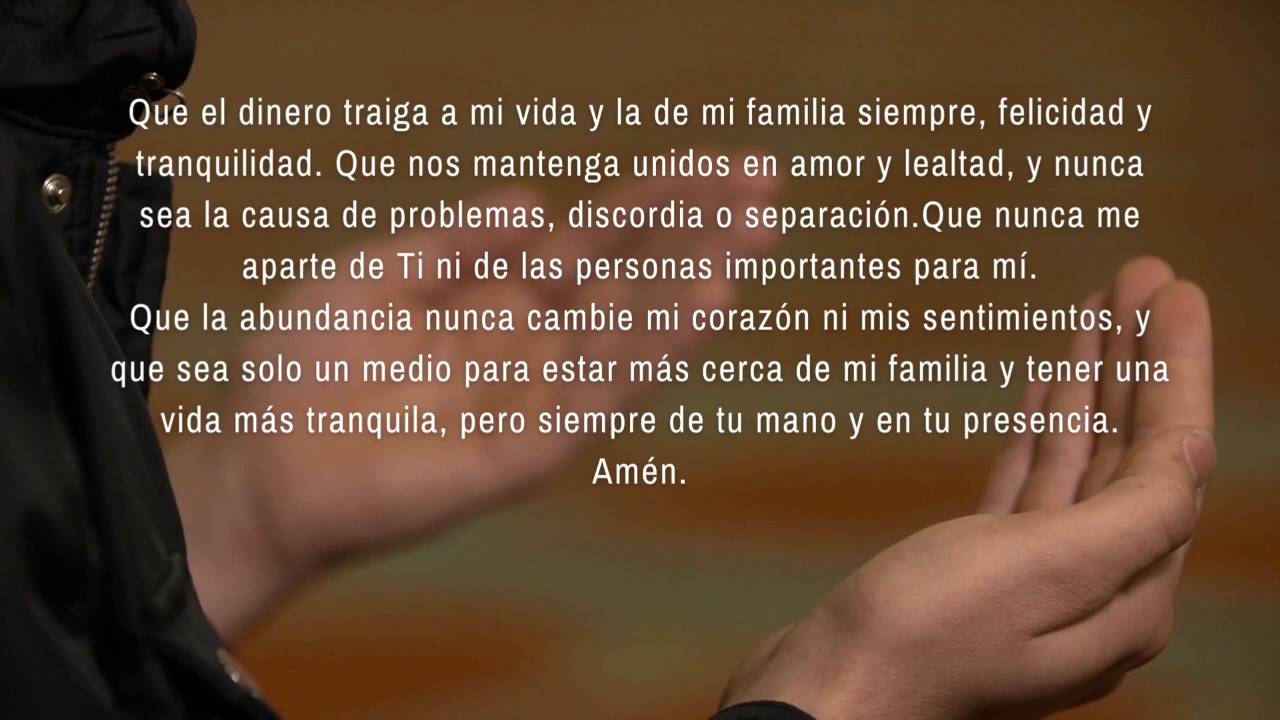 Que el dinero traiga a mi vida y la de mi familia siempre, felicidad y
tranquilidad. Que nos mantenga unidos en amor y lealtad, y nunca
sea la causa de problemas, discordia o separación.Que nunca me
aparte de Ti ni de las personas importantes para mí.
Que la abundancia nunca cambie mi corazón ni mis sentimientos, y
que sea solo un medio para estar más cerca de mi familia y tener una
vida más tranquila, pero siempre de tu mano y en tu presencia.
Amén.